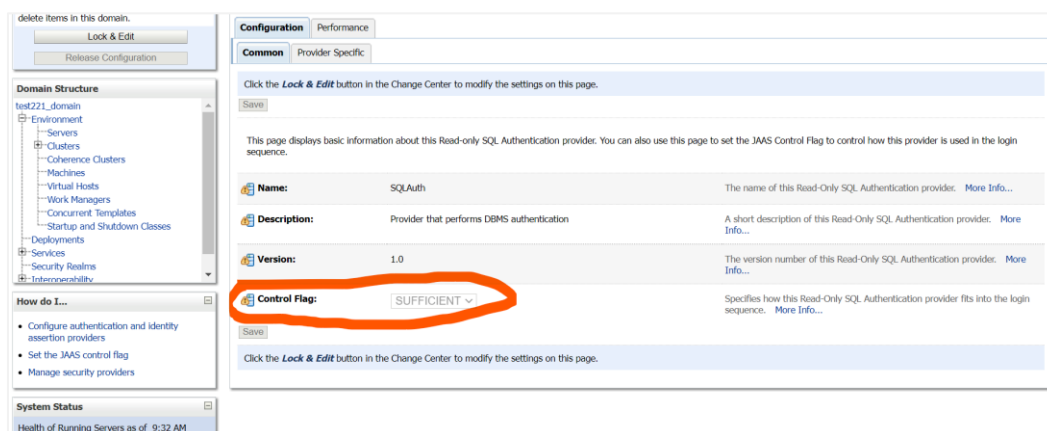 delete items in this domain.
Lock & Edit
Release Configuration
Domain Structure
test221_domain
Environment
Servers
Clusters
Coherence Clusters
Machines
Virtual Hosts
Work Managers
Concurrent Templates
Startup and Shutdown Classes
Deployments
Services
Security Realms
Interoperability
How do I...
Configure authentication and identity
assertion providers
Set the JAAS control flag
Manage security providers
System Status
Health of Running Servers as of 9:32 AM
Configuration Performance
Common Provider Specific
Click the Lock & Edit button in the Change Center to modify the settings on this page.
Save
This page displays basic information about this Read-only SQL Authentication provider. You can also use this page to set the JAAS Control Flag to control how this provider is used in the login
sequence.
Name: SQLAuth The name of this Read-Only SQL Authentication provider. More Info...
Description: Provider that performs DBMS authentication A short description of this Read-Only SQL Authentication provider. More
Info...
Version: 1.0 The version number of this Read-Only SQL Authentication provider. More
Info...
Control Flag: SUFFICIENT Specifies how this Read-Only SQL Authentication provider fits into the login
sequence. More Info...
Save
Click the Lock & Edit button in the Change Center to modify the settings on this page.